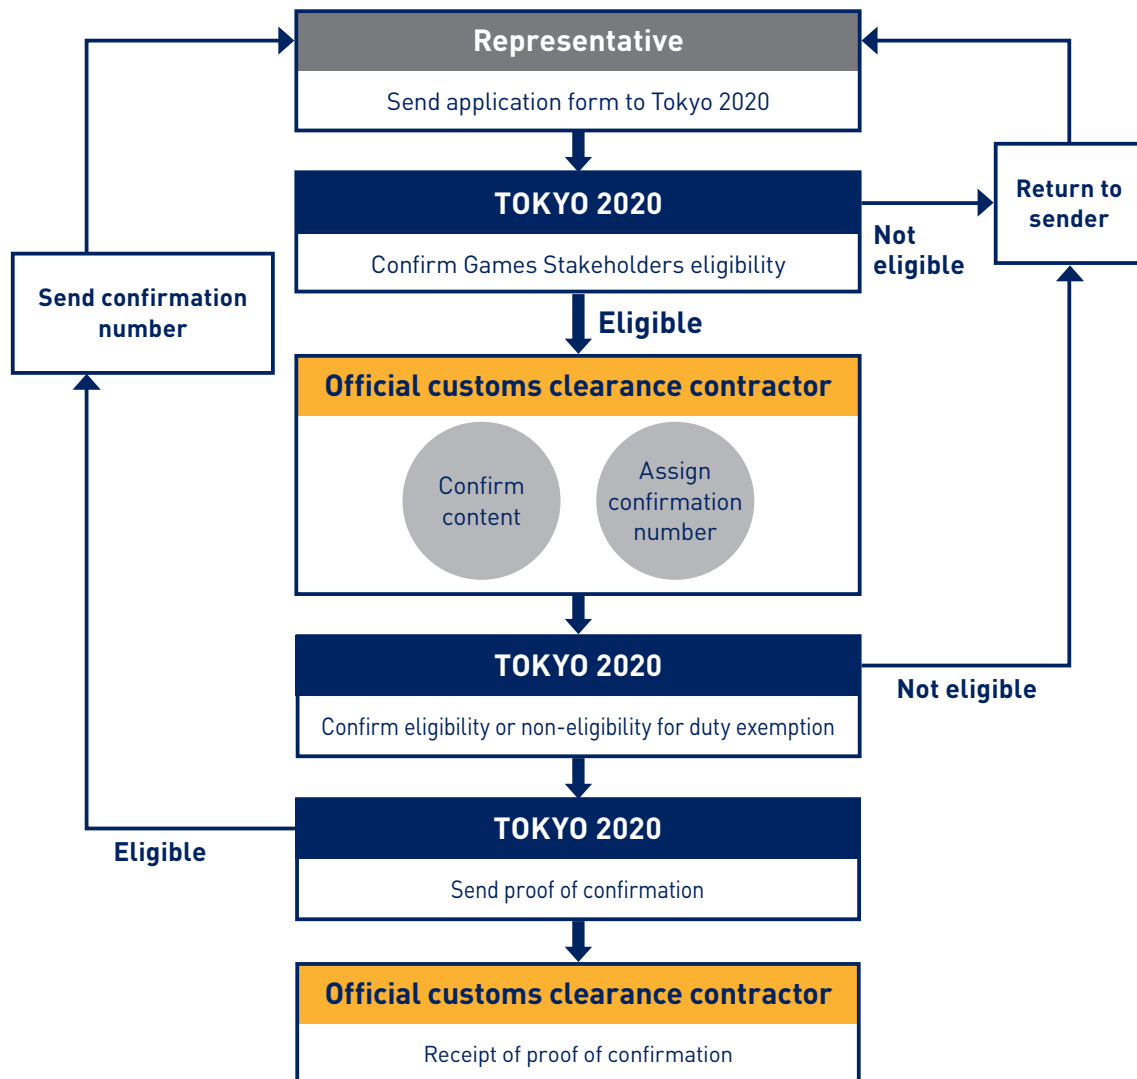 Representative
Send application form to Tokyo 2020
TOKYO 2020
Confirm Games Stakeholders eligibility
Not
eligible
Return to
sender
Send confirmation
number
Eligible
Official customs clearance contractor
Confirm
content
Assign
confirmation
number
TOKYO 2020
Confirm eligibility or non-eligibility for duty exemption
Not eligible
TOKYO 2020
Send proof of confirmation
Eligible
Official customs clearance contractor
Receipt of proof of confirmation